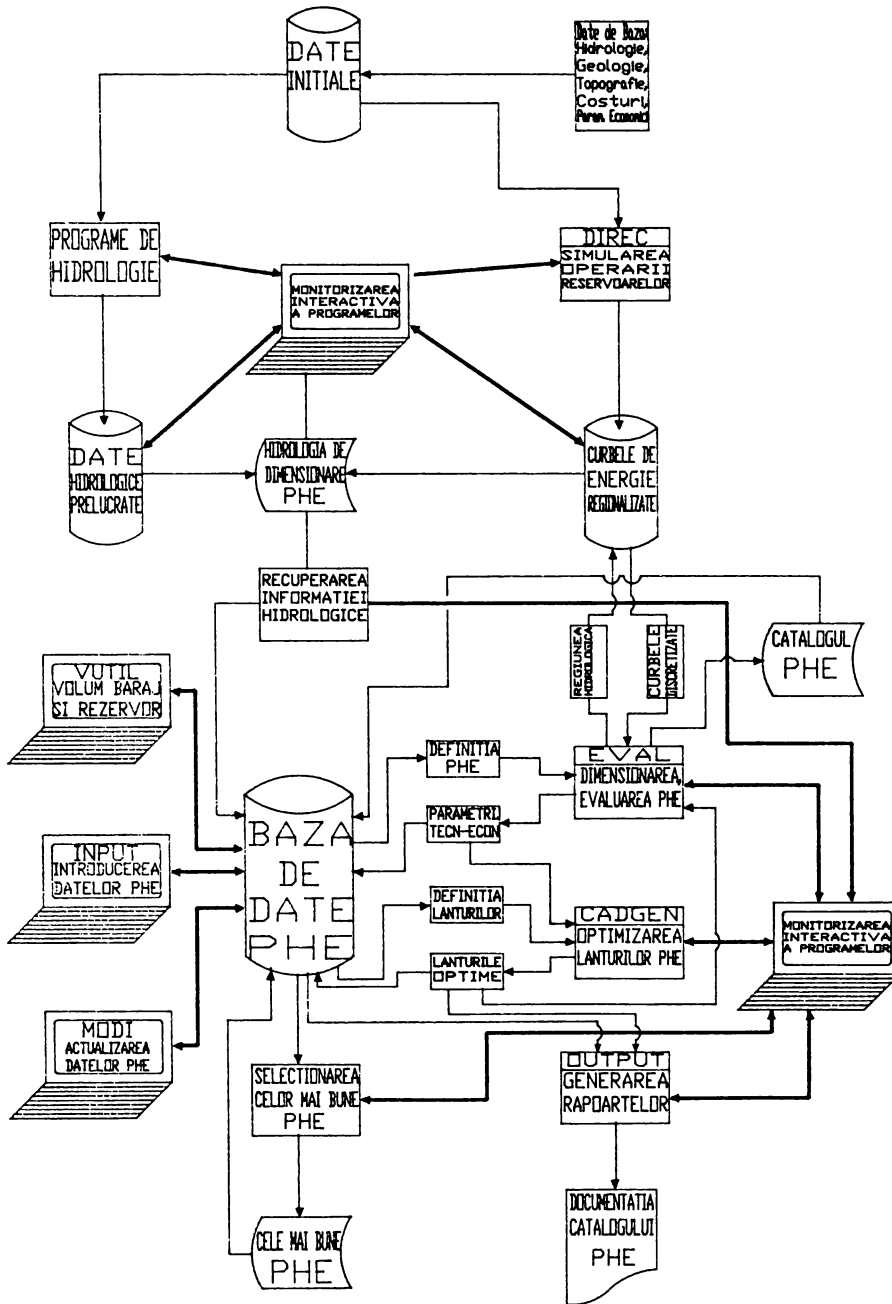 DATE
INITIALE
Date de Baza:
Hidrologie,
Geologie,
Topografie,
Costuri,
Param. Economici
PROGRAME DE
HIDROLOGIE
MONITORIZAREA
INTERACTIVA
A PROGRAMELOR
DIREC
SIMULAREA
OPERARII
RESERVOARELOR
DATE
HIDROLOGICE
PRELUCRATE
HIDROLOGIA DE
DIMENSIONARE
PHE
CURBELE DE
ENERGIE
REGIONALIZATE
RECUPERAREA
INFORMATIEI
HIDROLOGICE
REGIUNEA
HIDROLOGICA
CURBELE
DISCRETIZATE
CATALOGUL
PHE
VUTIL
VOLUM BARAJ
SI REZERVOR
DEFINITIA
PHE
EVAL
DIMENSIONAREA,
EVALUAREA PHE
BAZA
DE
DATE
PHE
PARAMETRI,
TECN-ECON
INPUT
INTRODUCEREA
DATELOR PHE
DEFINITIA
LANTURILOR
CADGEN
OPTIMIZAREA
LANTURILOR PHE
MONITORIZAREA
INTERACTIVA
A PROGRAMELOR
LANTURILE
OPTIME
MODI
ACTUALIZAREA
DATELOR PHE
SELECTIONAREA
CELOR MAI BUNE
PHE
OUTPUT
GENERAREA
RAPOARTELOR
CELE MAI BUNE
PHE
DOCUMENTATIA
CATALOGULUI
PHE